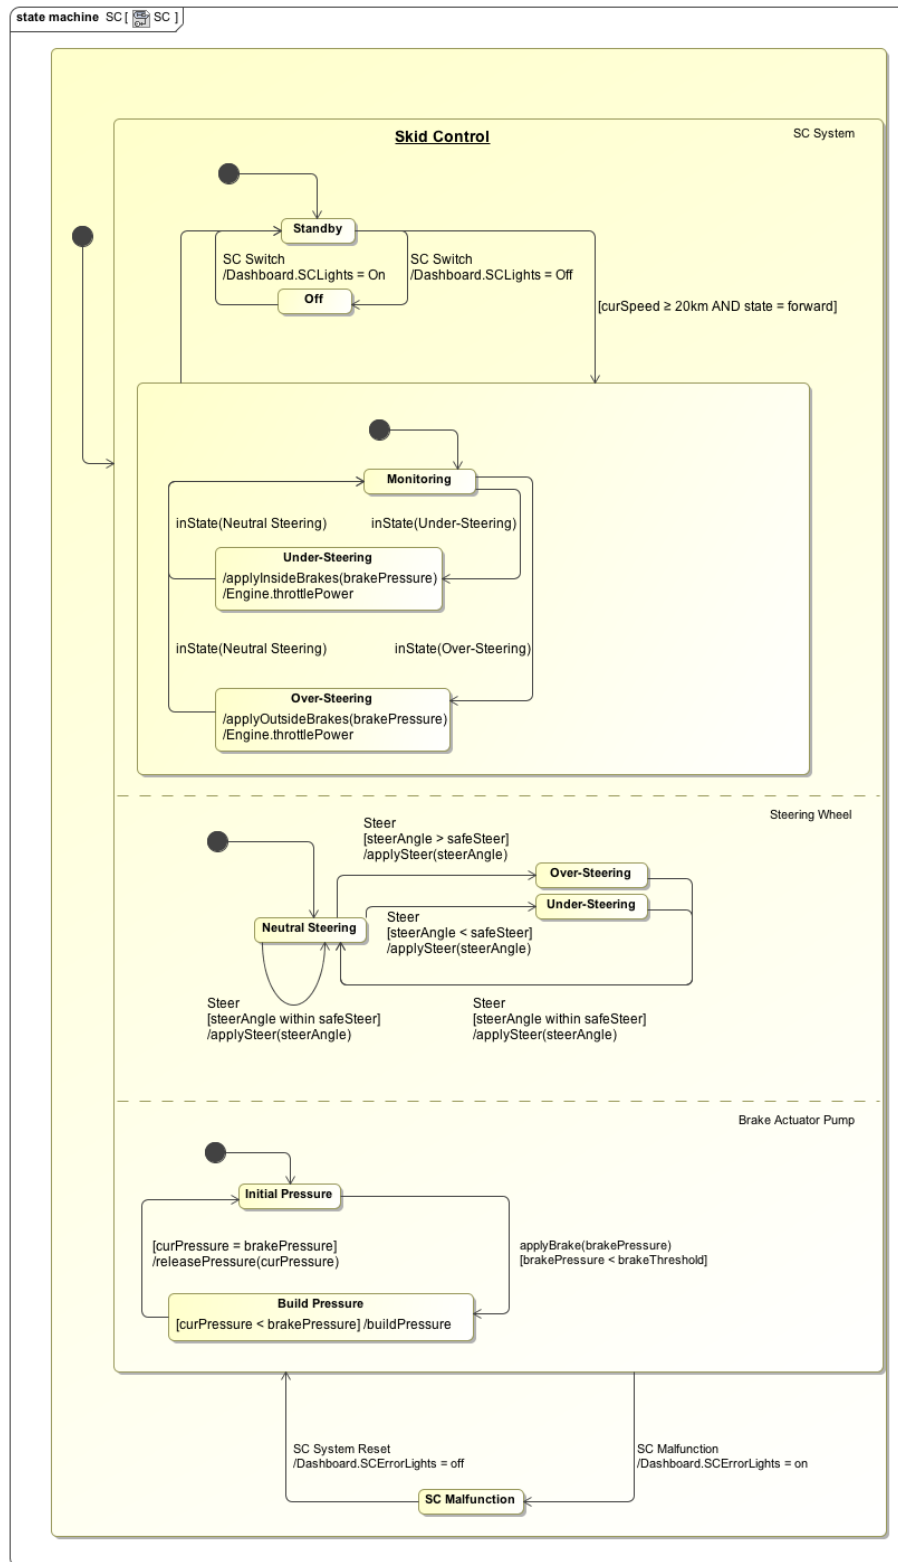 state machine SC [ SC ]
Skid Control
SC System
Standby
SC Switch
/Dashboard.SCLights = On
SC Switch
/Dashboard.SCLights = Off
Off
[curSpeed ≥ 20km AND state = forward]
Monitoring
inState(Neutral Steering)
inState(Under-Steering)
Under-Steering
/applyInsideBrakes(brakePressure)
/Engine.throttlePower
inState(Neutral Steering)
inState(Over-Steering)
Over-Steering
/applyOutsideBrakes(brakePressure)
/Engine.throttlePower
Steering Wheel
Steer
[steerAngle > safeSteer]
/applySteer(steerAngle)
Over-Steering
Under-Steering
Neutral Steering
Steer
[steerAngle < safeSteer]
/applySteer(steerAngle)
Steer
[steerAngle within safeSteer]
/applySteer(steerAngle)
Steer
[steerAngle within safeSteer]
/applySteer(steerAngle)
Brake Actuator Pump
Initial Pressure
[curPressure = brakePressure]
/releasePressure(curPressure)
applyBrake(brakePressure)
[brakePressure < brakeThreshold]
Build Pressure
[curPressure < brakePressure] /buildPressure
SC System Reset
/Dashboard.SCErrorLights = off
SC Malfunction
/Dashboard.SCErrorLights = on
SC Malfunction